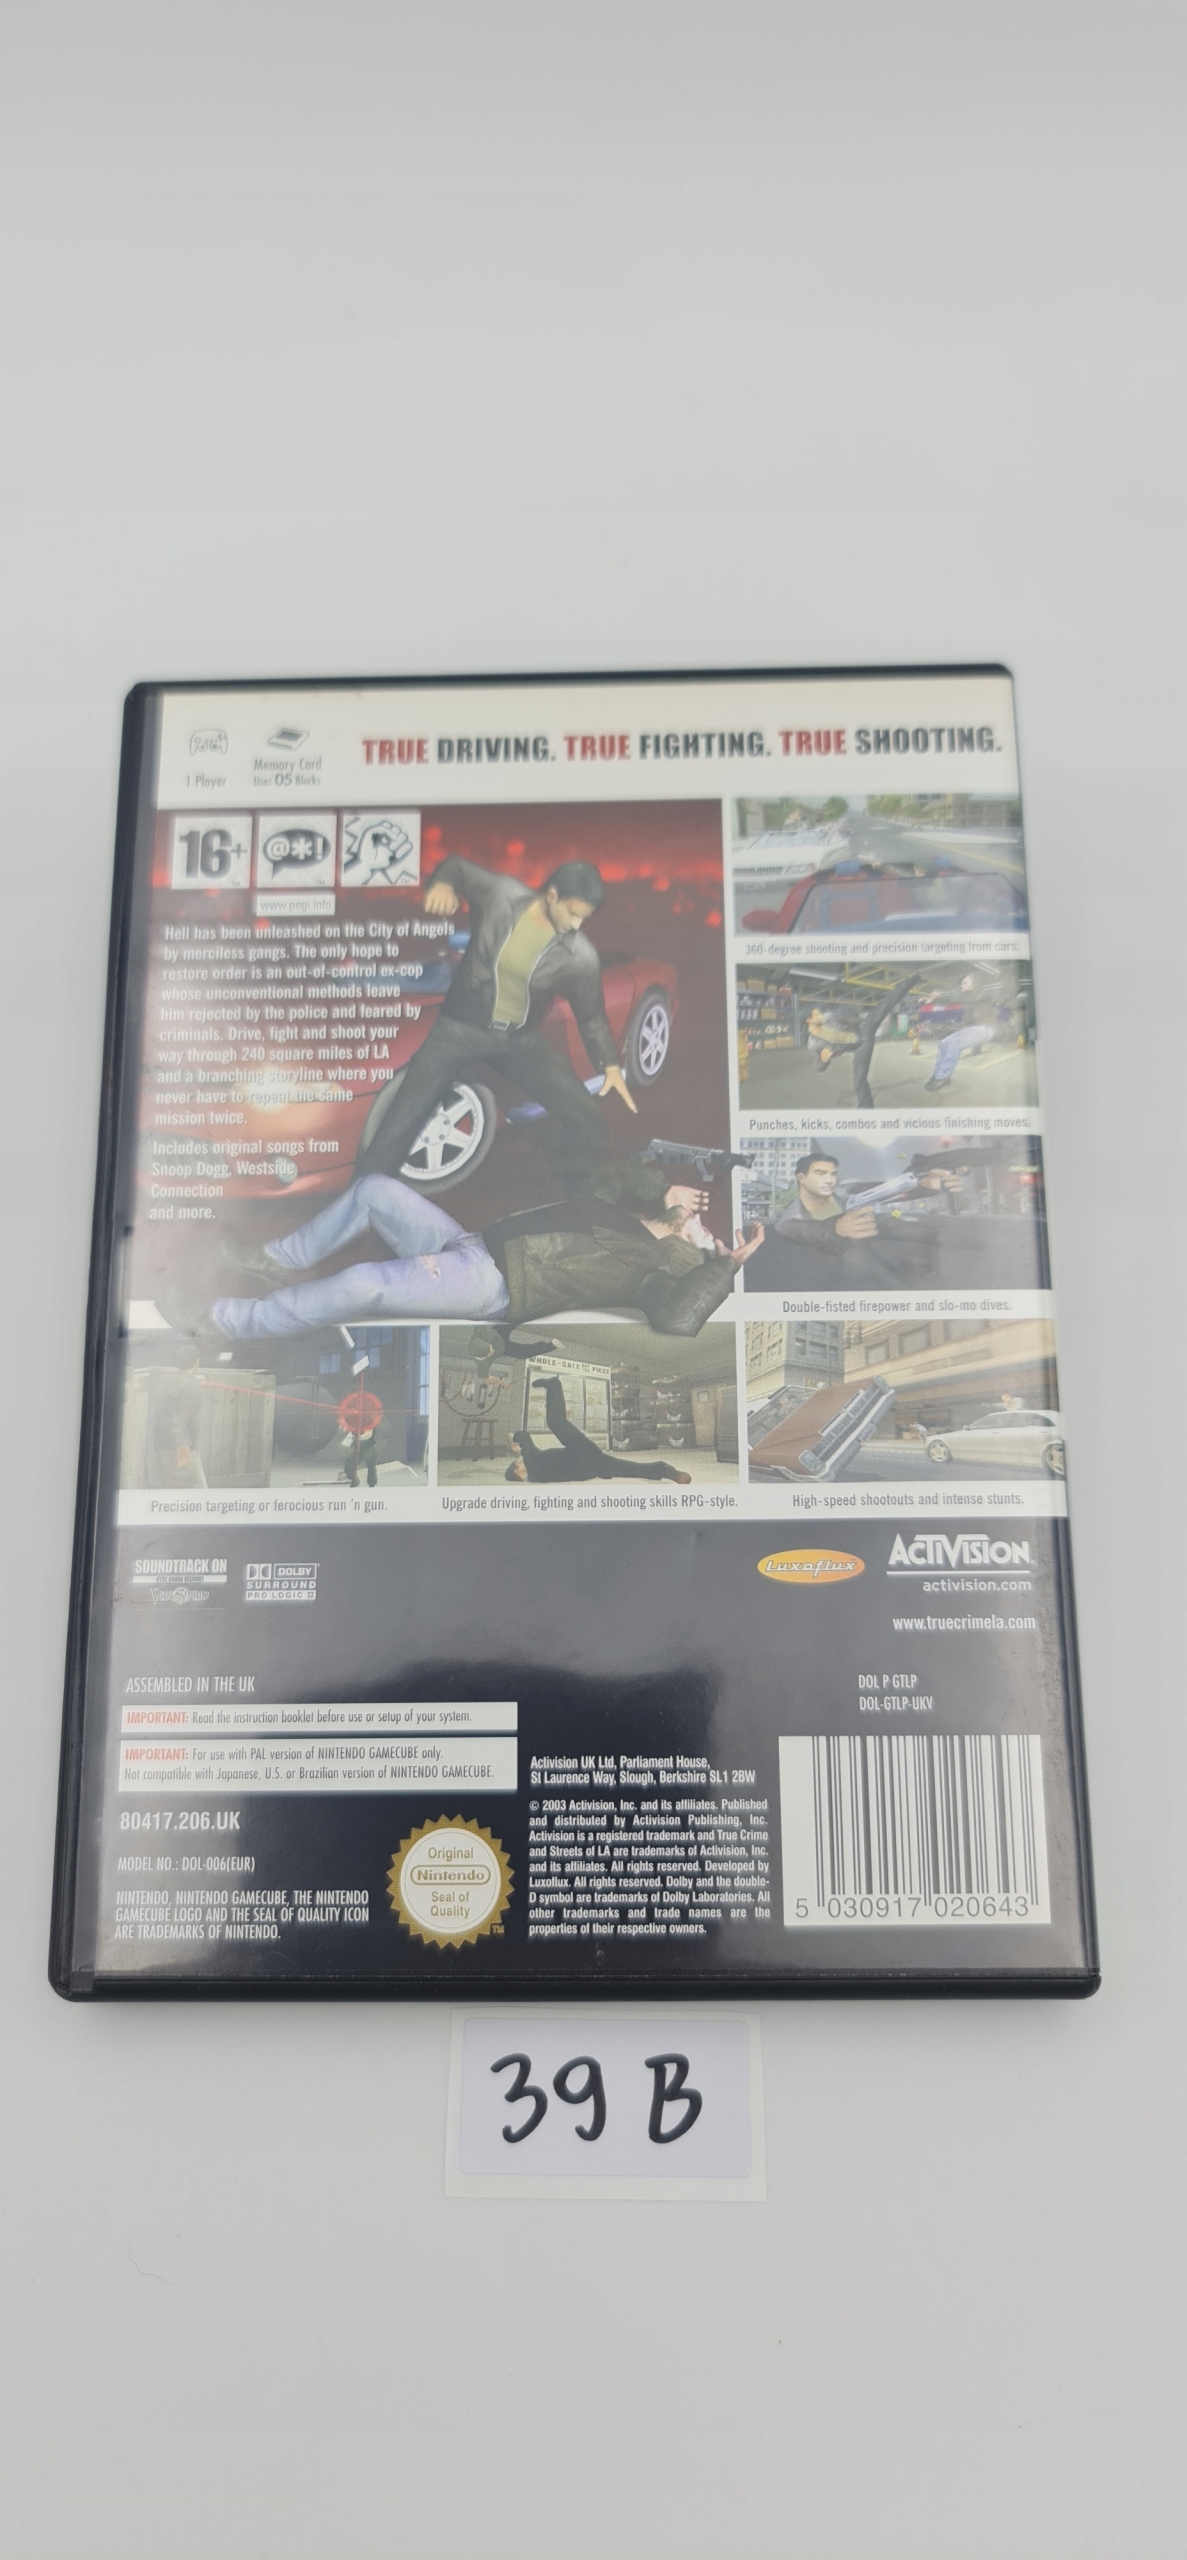 1 Player
Memory Card
Uses 05 Blocks
TRUE DRIVING. TRUE FIGHTING. TRUE SHOOTING.
16+
@*!
www.pegi.info
Hell has been unleashed on the City of Angels
by merciless gangs. The only hope to
restore order is an out-of-control ex-cop
whose unconventional methods leave
him rejected by the police and feared by
criminals. Drive, fight and shoot your
way through 240 square miles of LA
and a branching storyline where you
never have to repeat the same
mission twice.
Includes original songs from
Snoop Dogg, Westside
Connection
and more.
360-degree shooting and precision targeting from cars.
Punches, kicks, combos and vicious finishing moves.
Double-fisted firepower and slo-mo dives.
WHOLE-SALE
Precision targeting or ferocious run 'n gun.
Upgrade driving, fighting and shooting skills RPG-style.
High-speed shootouts and intense stunts.
SOUNDTRACK ON
DOLBY
SURROUND
PRO LOGIC II
Luxoflux
ACTIVISION.
activision.com
www.truecrimela.com
ASSEMBLED IN THE UK
DOL P GTLP
DOL-GTLP-UKV
IMPORTANT: Read the instruction booklet before use or setup of your system.
IMPORTANT: For use with PAL version of NINTENDO GAMECUBE only.
Not compatible with Japanese, U.S. or Brazilian version of NINTENDO GAMECUBE.
80417.206.UK
MODEL NO.: DOL-006(EUR)
NINTENDO, NINTENDO GAMECUBE, THE NINTENDO
GAMECUBE LOGO AND THE SEAL OF QUALITY ICON
ARE TRADEMARKS OF NINTENDO.
Original
Nintendo
Seal of
Quality
TM
Activision UK Ltd, Parliament House,
St Laurence Way, Slough, Berkshire SL1 2BW
© 2003 Activision, Inc. and its affiliates. Published
and distributed by Activision Publishing, Inc.
Activision is a registered trademark and True Crime
and Streets of LA are trademarks of Activision, Inc.
and its affiliates. All rights reserved. Developed by
Luxoflux. All rights reserved. Dolby and the double-
D symbol are trademarks of Dolby Laboratories. All
other trademarks and trade names are the
properties of their respective owners.
5 030917 020643
39 B